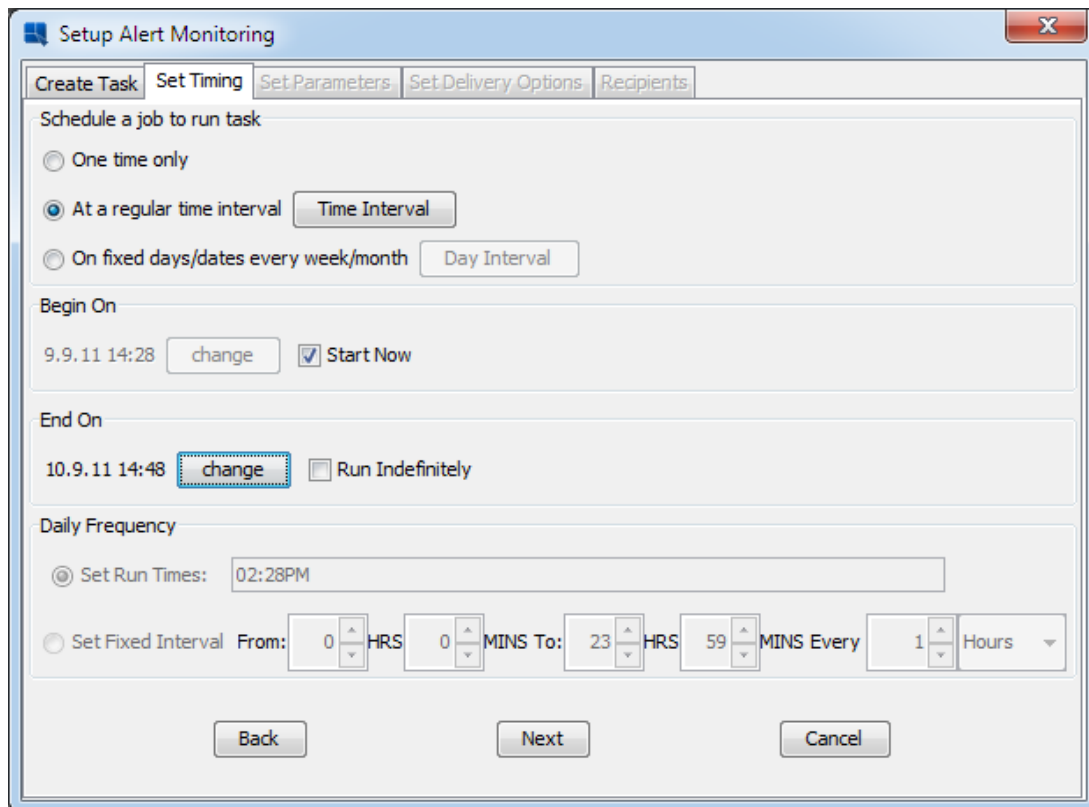 Setup Alert Monitoring
Create Task Set Timing Set Parameters Set Delivery Options Recipients
Schedule a job to run task
One time only
At a regular time interval Time Interval
On fixed days/dates every week/month Day Interval
Begin On
9.9.11 14:28 change Start Now
End On
10.9.11 14:48 change Run Indefinitely
Daily Frequency
Set Run Times: 02:28PM
Set Fixed Interval From: 0 HRS 0 MINS To: 23 HRS 59 MINS Every 1 Hours
Back Next Cancel